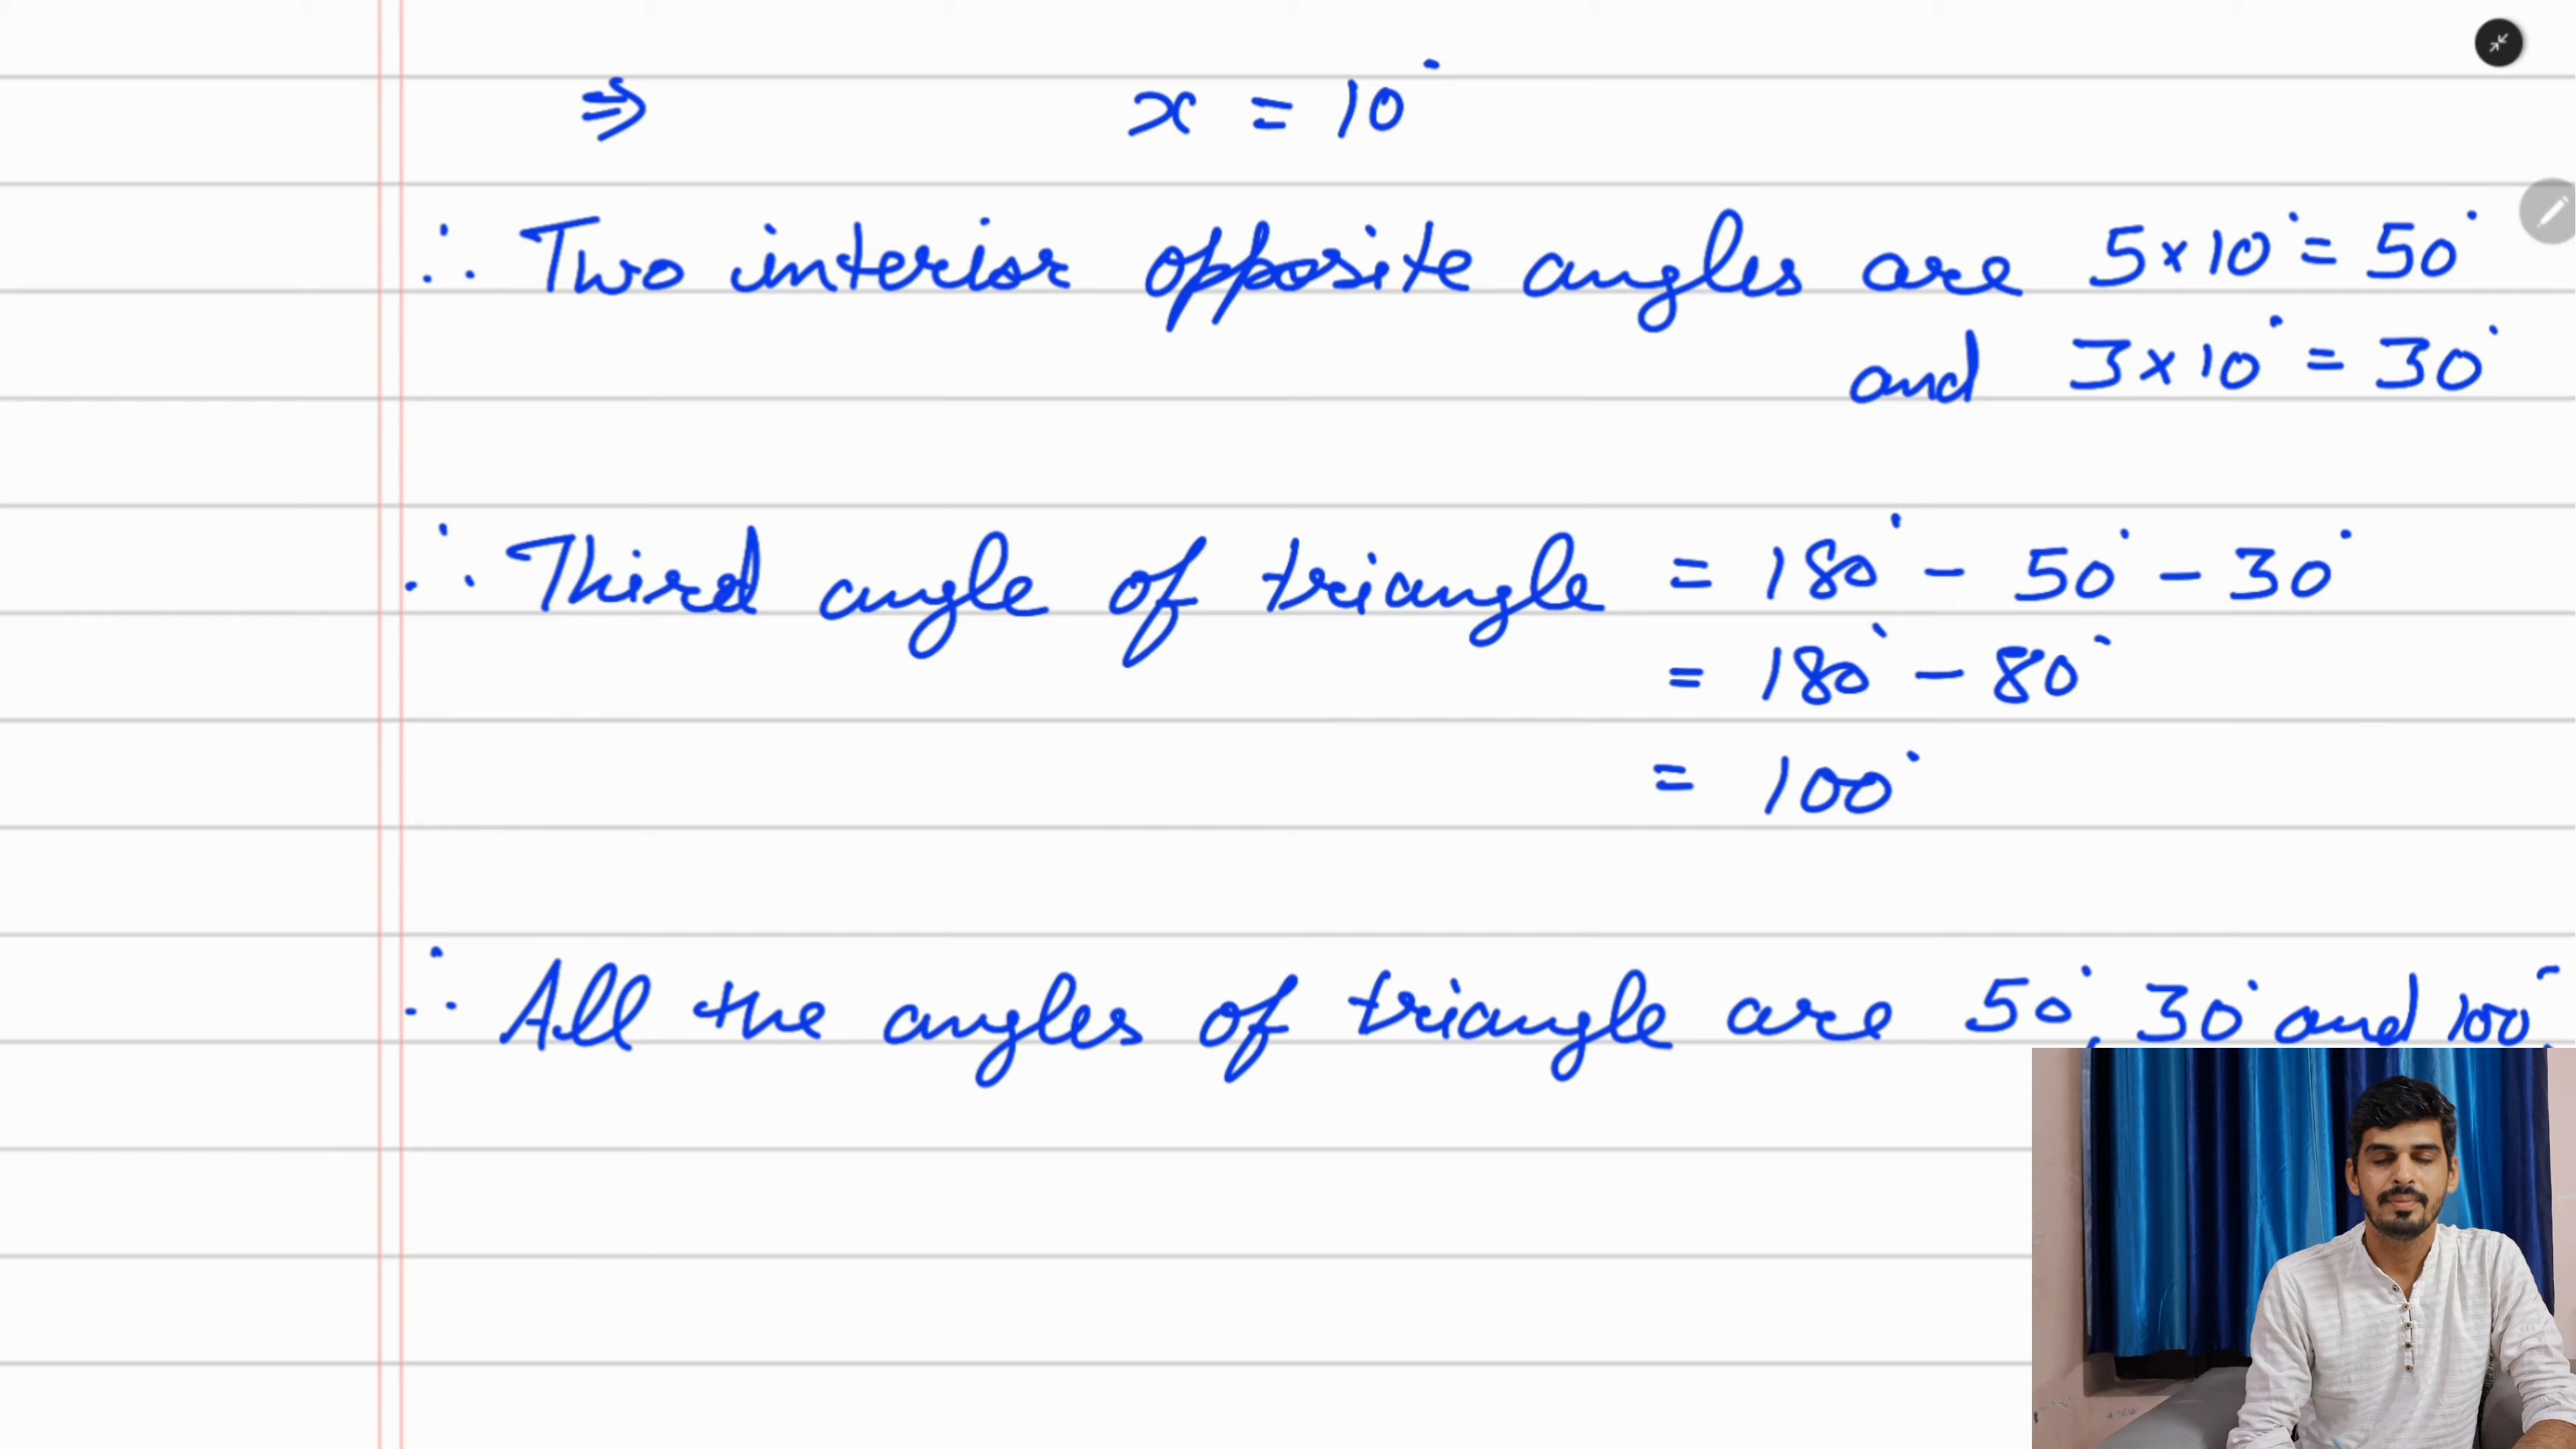 ⇒ x = 10°
∴ Two interior opposite angles are 5×10° = 50°
and 3×10° = 30°
∴ Third angle of triangle = 180° - 50° - 30°
= 180° - 80°
= 100°
∴ All the angles of triangle are 50°, 30° and 100°.